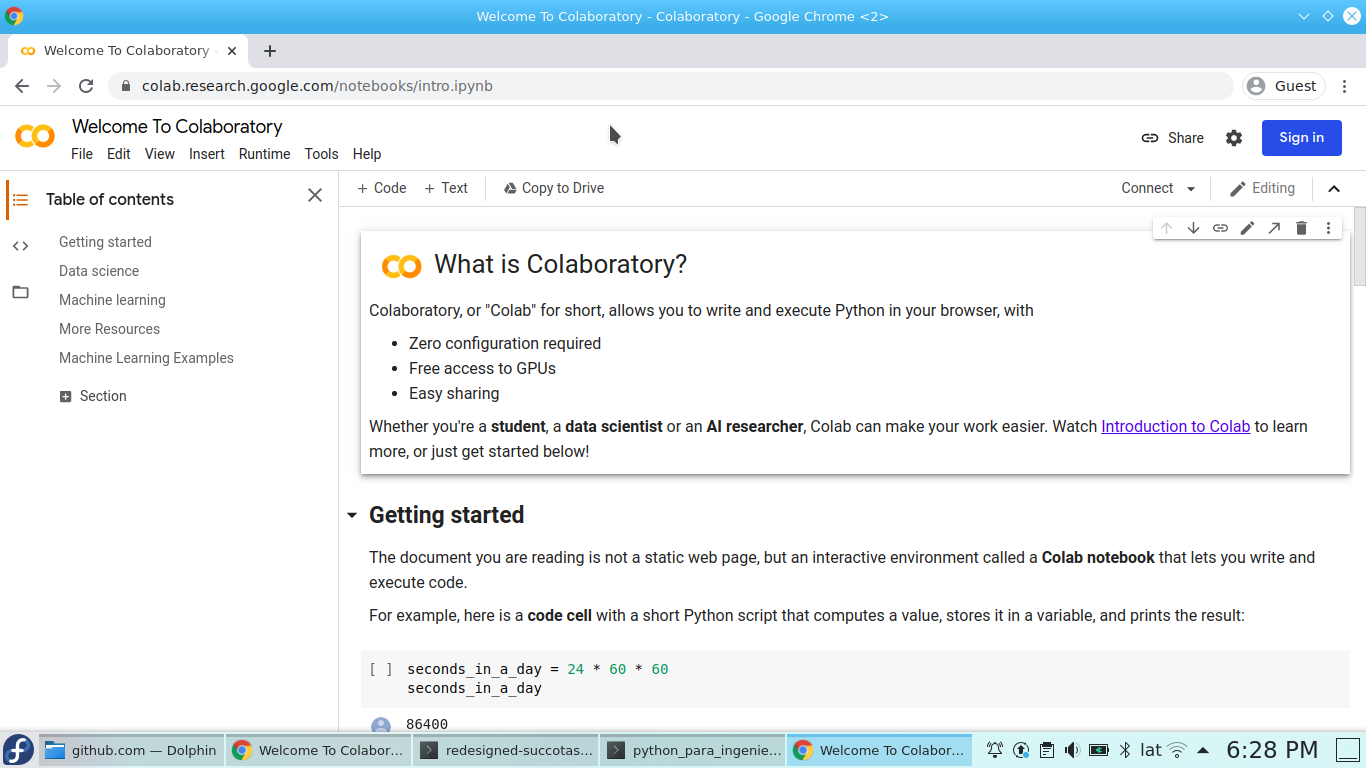 Welcome To Colaboratory - Colaboratory - Google Chrome <2>
Welcome To Colaboratory -
colab.research.google.com/notebooks/intro.ipynb
Guest
Welcome To Colaboratory
File Edit View Insert Runtime Tools Help
Share
Sign in
Table of contents
Getting started
Data science
Machine learning
More Resources
Machine Learning Examples
Section
+ Code + Text Copy to Drive
Connect
Editing
What is Colaboratory?
Colaboratory, or "Colab" for short, allows you to write and execute Python in your browser, with
• Zero configuration required
• Free access to GPUs
• Easy sharing
Whether you're a student, a data scientist or an AI researcher, Colab can make your work easier. Watch Introduction to Colab to learn
more, or just get started below!
Getting started
The document you are reading is not a static web page, but an interactive environment called a Colab notebook that lets you write and
execute code.
For example, here is a code cell with a short Python script that computes a value, stores it in a variable, and prints the result:
[ ] seconds_in_a_day = 24 * 60 * 60
seconds_in_a_day
86400
github.com — Dolphin
Welcome To Colabor...
redesigned-succotas...
python_para_ingenie...
Welcome To Colabor...
lat
6:28 PM